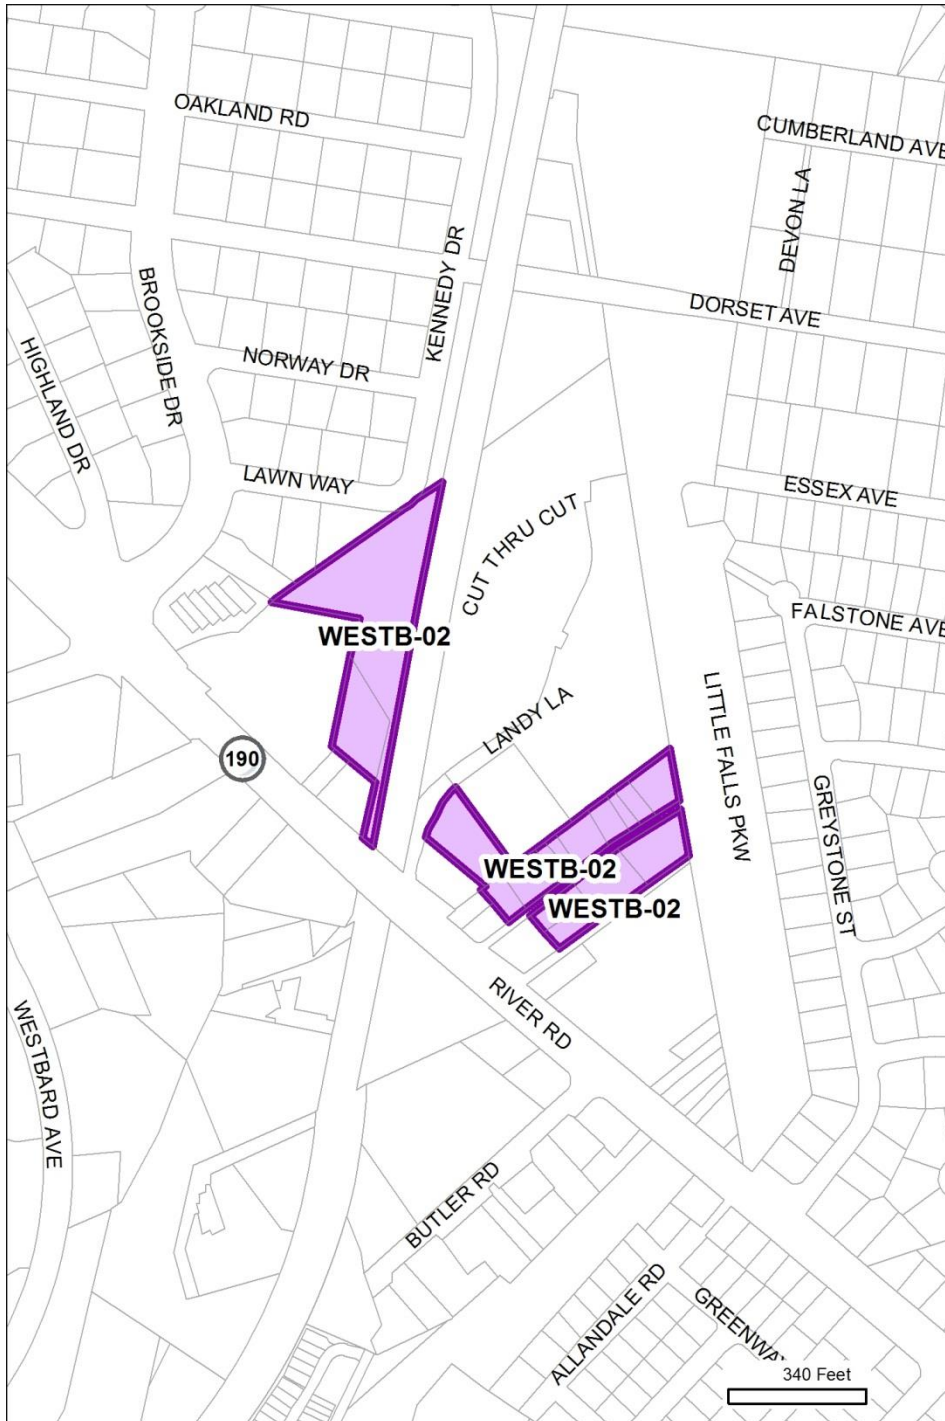 OAKLAND RD
CUMBERLAND AVE
DEVON LA
KENNEDY DR
BROOKSIDE DR
DORSET AVE
HIGHLAND DR
NORWAY DR
LAWN WAY
ESSEX AVE
CUT THRU CUT
FALSTONE AVE
WESTB-02
LITTLE FALLS PKW
LANDY LA
190
GREYSTONE ST
WESTB-02
WESTB-02
RIVER RD
WESTBARD AVE
BUTLER RD
ALLANDALE RD
GREENWAY
340 Feet